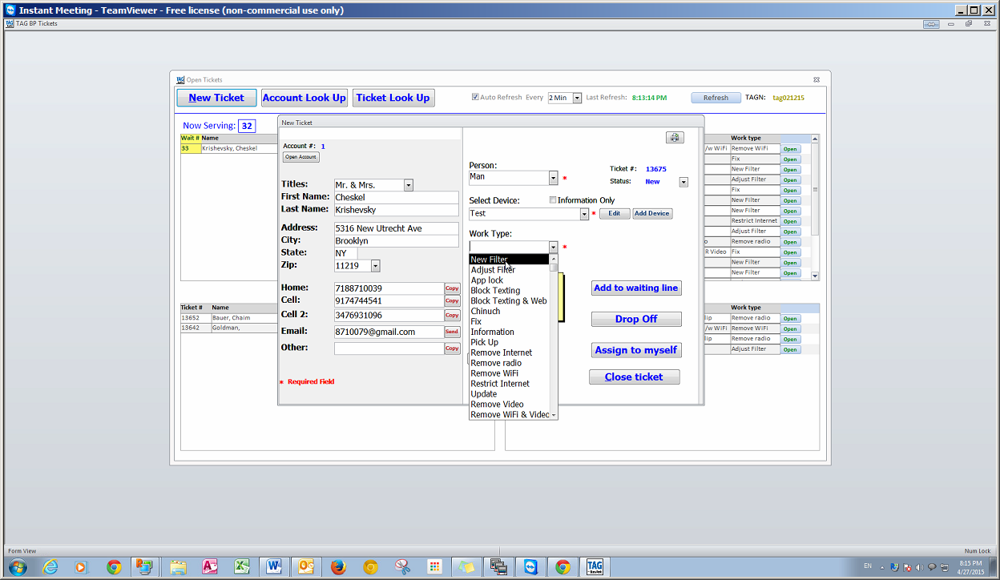 Instant Meeting - TeamViewer - Free license (non-commercial use only)
TAG BP Tickets
Open Tickets
New Ticket
Account Look Up
Ticket Look Up
Auto Refresh Every 2 Min
Last Refresh: 8:13:14 PM
Refresh
TAGN: tag021215
Now Serving: 32
Wait # Name
33 Krishevsky, Cheskel
New Ticket
Account #: 1
Open Account
Titles: Mr. & Mrs.
First Name: Cheskel
Last Name: Krishevsky
Address: 5316 New Utrecht Ave
City: Brooklyn
State: NY
Zip: 11219
Home: 7188710039 Copy
Cell: 9174744541 Copy
Cell 2: 3476931096 Copy
Email: 8710079@gmail.com Send
Other: Copy
* Required Field
Person:
Man *
Ticket #: 13675
Status: New
Select Device:
Information Only
Test * Edit Add Device
Work Type:
*
New Filter
Adjust Filter
App lock
Block Texting
Block Texting & Web
Chinuch
Fix
Information
Pick Up
Remove Internet
Remove radio
Remove WiFi
Restrict Internet
Update
Remove Video
Remove WiFi & Video
Add to waiting line
Drop Off
Assign to myself
Close ticket
Work type
/w WiFi Remove WiFi Open
Fix Open
New Filter Open
Adjust Filter Open
Fix Open
New Filter Open
New Filter Open
Restrict Internet Open
Adjust Filter Open
o Remove radio Open
R Video Fix Open
New Filter Open
New Filter Open
Ticket # Name
13652 Bauer, Chaim
13642 Goldman,
Work type
lip Remove radio Open
/w WiFi Remove WiFi Open
lip Remove radio Open
Adjust Filter Open
Form View
Num Lock
TAG
EN
8:15 PM
4/27/2015